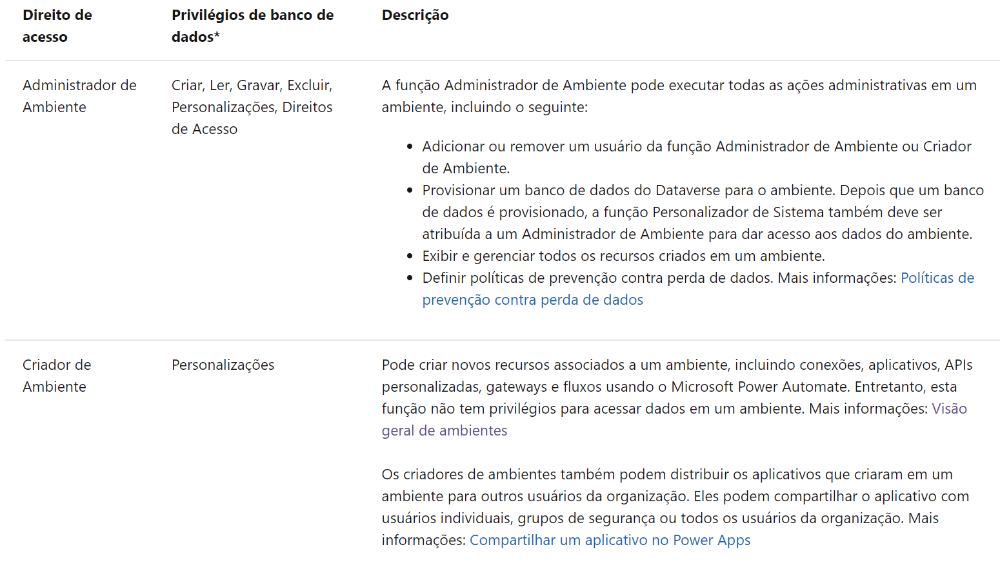 Direito de
acesso
Privilégios de banco de
dados*
Descrição
Administrador de
Ambiente
Criar, Ler, Gravar, Excluir,
Personalizações, Direitos
de Acesso
A função Administrador de Ambiente pode executar todas as ações administrativas em um
ambiente, incluindo o seguinte:
• Adicionar ou remover um usuário da função Administrador de Ambiente ou Criador
de Ambiente.
• Provisionar um banco de dados do Dataverse para o ambiente. Depois que um banco
de dados é provisionado, a função Personalizador de Sistema também deve ser
atribuída a um Administrador de Ambiente para dar acesso aos dados do ambiente.
• Exibir e gerenciar todos os recursos criados em um ambiente.
• Definir políticas de prevenção contra perda de dados. Mais informações: Políticas de
prevenção contra perda de dados
Criador de
Ambiente
Personalizações
Pode criar novos recursos associados a um ambiente, incluindo conexões, aplicativos, APIs
personalizadas, gateways e fluxos usando o Microsoft Power Automate. Entretanto, esta
função não tem privilégios para acessar dados em um ambiente. Mais informações: Visão
geral de ambientes
Os criadores de ambientes também podem distribuir os aplicativos que criaram em um
ambiente para outros usuários da organização. Eles podem compartilhar o aplicativo com
usuários individuais, grupos de segurança ou todos os usuários da organização. Mais
informações: Compartilhar um aplicativo no Power Apps